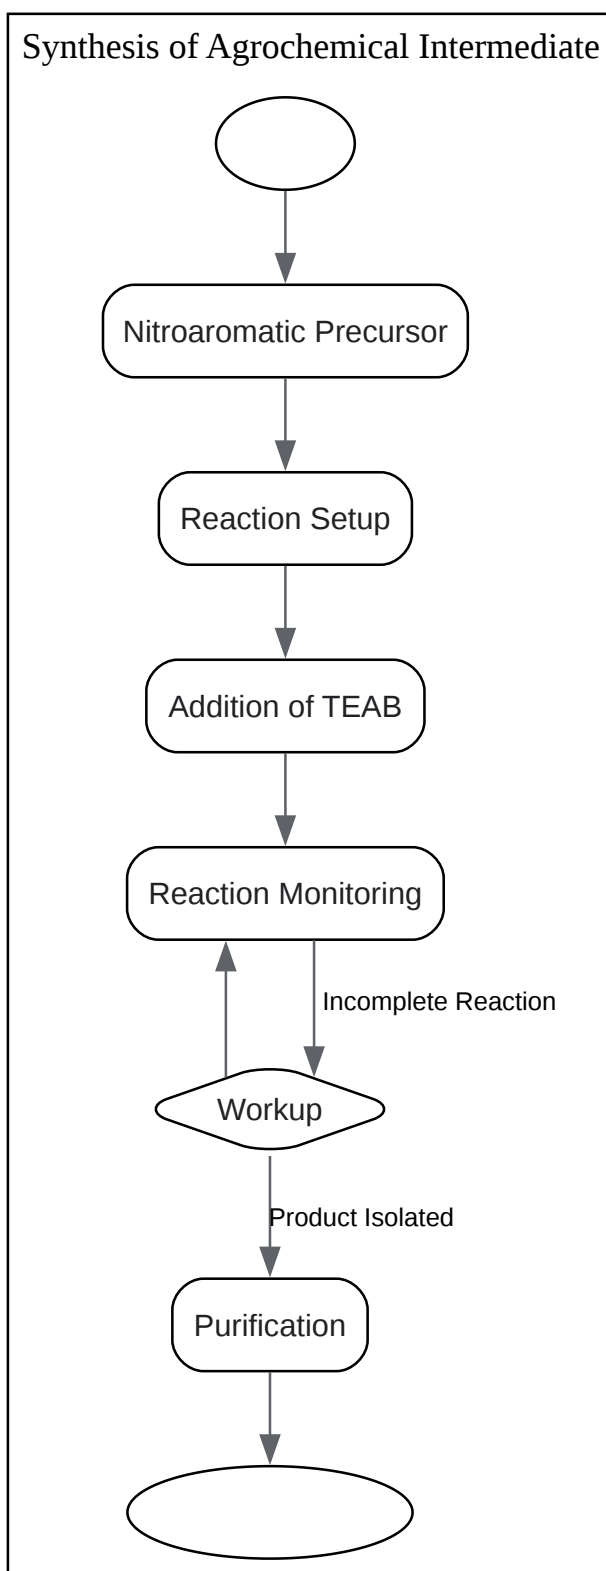 Synthesis of Agrochemical Intermediate
Nitroaromatic Precursor
Reaction Setup
Addition of TEAB
Reaction Monitoring
Incomplete Reaction
Workup
Product Isolated
Purification